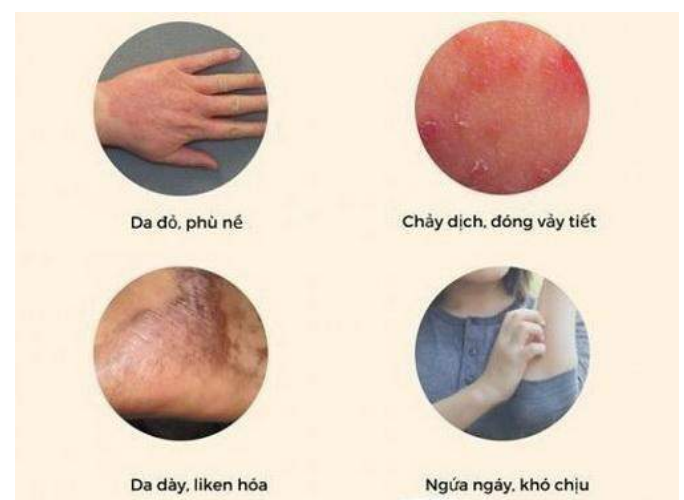 Da đỏ, phù nề
Chảy dịch, đóng vảy tiết
Da dày, liken hóa
Ngứa ngáy, khó chịu